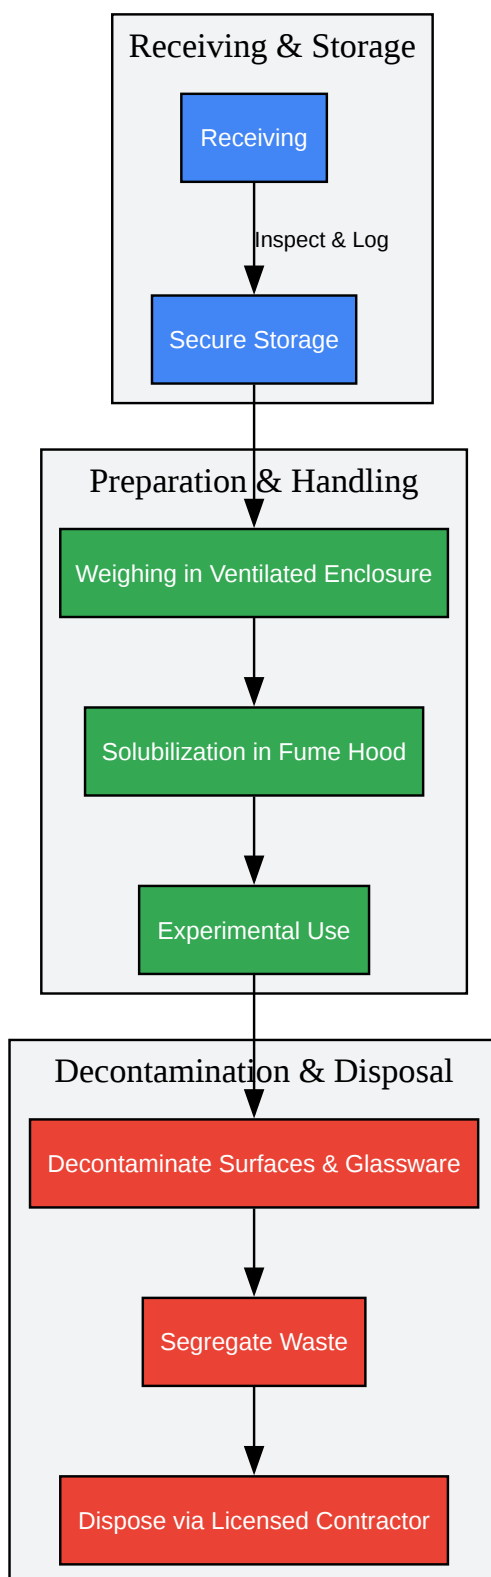 Receiving & Storage
Receiving
Inspect & Log
Secure Storage
Preparation & Handling
Weighing in Ventilated Enclosure
Solubilization in Fume Hood
Experimental Use
Decontamination & Disposal
Decontaminate Surfaces & Glassware
Segregate Waste
Dispose via Licensed Contractor